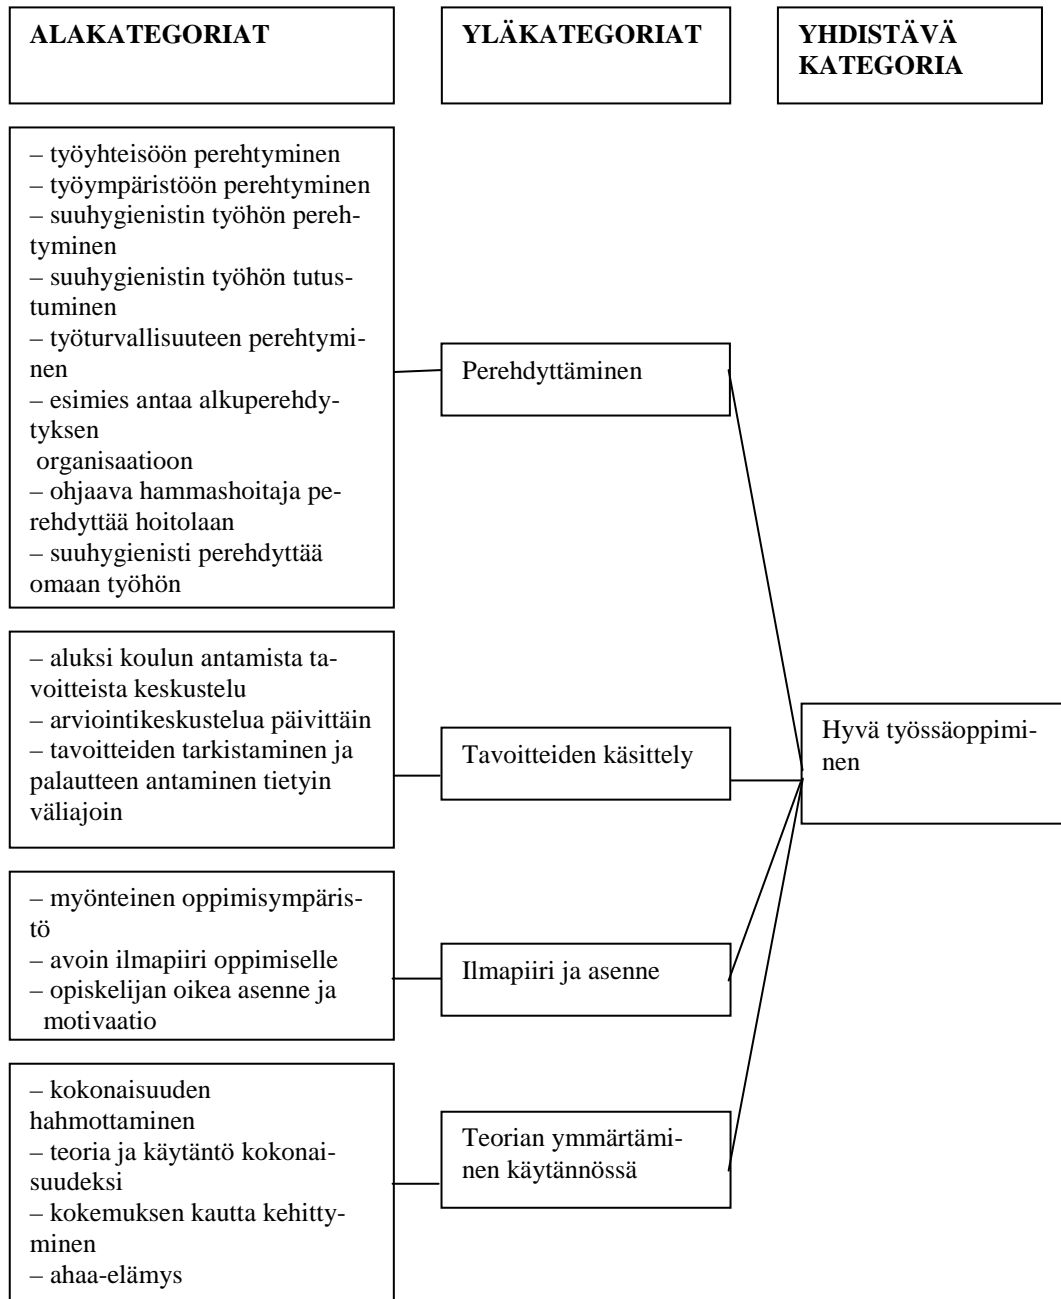 ALAKATEGORIAT
YLÄKATEGORIAT
YHDISTÄVÄ
KATEGORIA
– työyhteisöön perehtyminen
– työympäristöön perehtyminen
– suuhygienistin työhön pereh-
tyminen
– suuhygienistin työhön tutus-
tuminen
– työturvallisuuteen perehtymi-
nen
– esimies antaa alkuperehdy-
tyksen
organisaatioon
– ohjaava hammashoitaja pe-
rehdyttää hoitolaan
– suuhygienisti perehdyttää
omaan työhön
Perehdyttäminen
– aluksi koulun antamista ta-
voitteista keskustelu
– arviointikeskustelua päivittäin
– tavoitteiden tarkistaminen ja
palautteen antaminen tietyin
väliajoin
Tavoitteiden käsittely
Hyvä työssäoppimi-
nen
– myönteinen oppimisympäris-
tö
– avoin ilmapiiri oppimiselle
– opiskelijan oikea asenne ja
motivaatio
Ilmapiiri ja asenne
– kokonaisuuden
hahmottaminen
– teoria ja käytäntö kokonai-
suudeksi
– kokemuksen kautta kehitty-
minen
– ahaa-elämys
Teorian ymmärtämi-
nen käytännössä